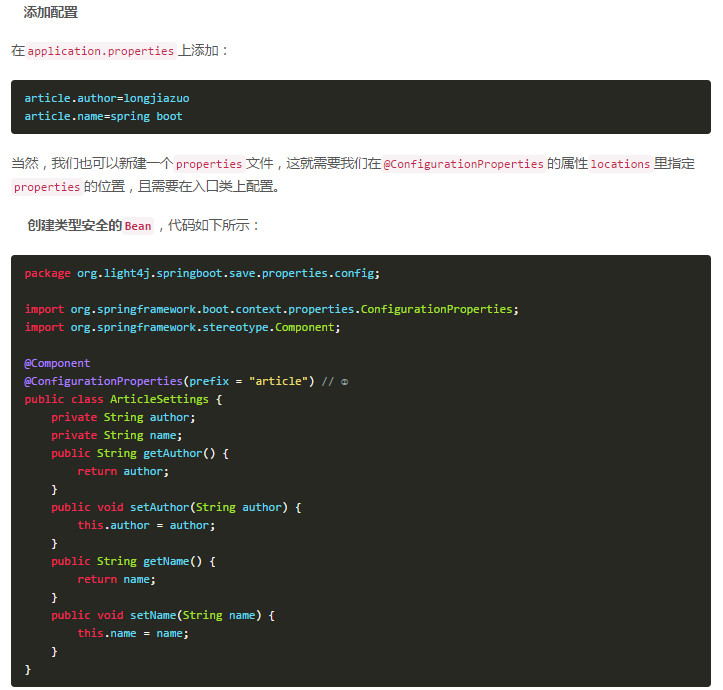 添加配置
在application.properties上添加：
article.author=longjiazuo
article.name=spring boot
当然，我们也可以新建一个properties文件，这就需要我们在@ConfigurationProperties的属性locations里指定
properties的位置，且需要在入口类上配置。
创建类型安全的Bean，代码如下所示：
package org.light4j.springboot.save.properties.config;
import org.springframework.boot.context.properties.ConfigurationProperties;
import org.springframework.stereotype.Component;
@Component
@ConfigurationProperties(prefix = "article") //
public class ArticleSettings {
    private String author;
    private String name;
    public String getAuthor() {
        return author;
    }
    public void setAuthor(String author) {
        this.author = author;
    }
    public String getName() {
        return name;
    }
    public void setName(String name) {
        this.name = name;
    }
}